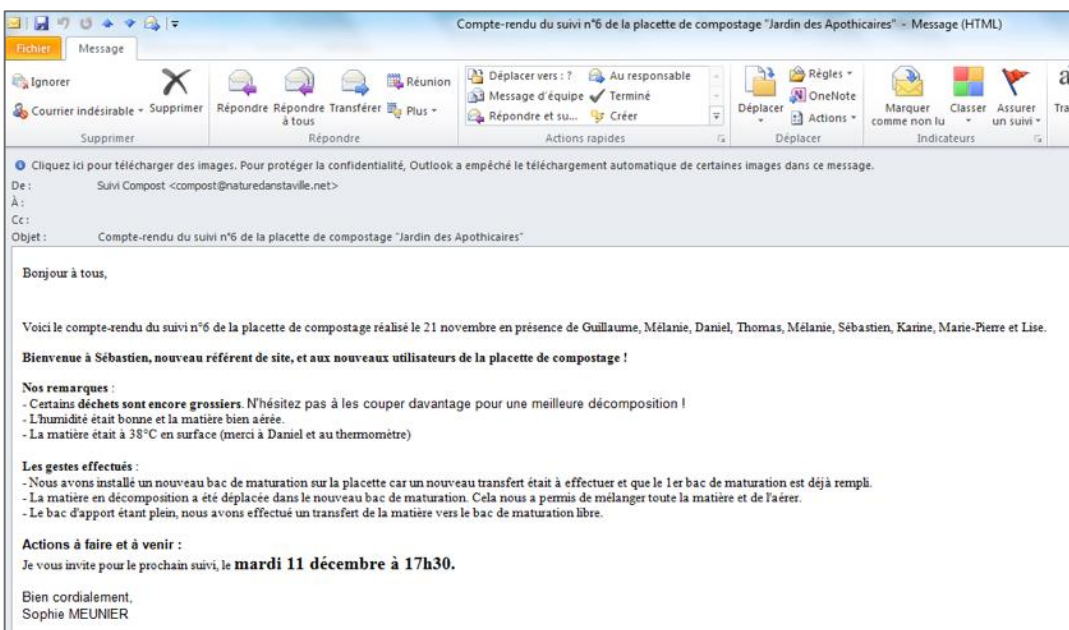 Compte-rendu du suivi n°6 de la placette de compostage "Jardin des Apothicaires" - Message (HTML)
Fichier Message
Ignorer
Courrier indésirable
Supprimer
Répondre Répondre à tous Transférer
Réunion
Plus
Déplacer vers : ? Au responsable
Message d'équipe Terminé
Répondre et su... Créer
Déplacer
Règles
OneNote
Actions
Marquer comme non lu
Classer
Assurer un suivi
Tra
Supprimer Répondre Actions rapides Déplacer Indicateurs
Cliquez ici pour télécharger des images. Pour protéger la confidentialité, Outlook a empêché le téléchargement automatique de certaines images dans ce message.
De : Suivi Compost <compost@naturedanstaville.net>
À :
Cc :
Objet : Compte-rendu du suivi n°6 de la placette de compostage "Jardin des Apothicaires"
Bonjour à tous,
Voici le compte-rendu du suivi n°6 de la placette de compostage réalisé le 21 novembre en présence de Guillaume, Mélanie, Daniel, Thomas, Mélanie, Sébastien, Karine, Marie-Pierre et Lise.
Bienvenue à Sébastien, nouveau référent de site, et aux nouveaux utilisateurs de la placette de compostage !
Nos remarques :
- Certains déchets sont encore grossiers. N'hésitez pas à les couper davantage pour une meilleure décomposition !
- L'humidité était bonne et la matière bien aérée.
- La matière était à 38°C en surface (merci à Daniel et au thermomètre)
Les gestes effectués :
- Nous avons installé un nouveau bac de maturation sur la placette car un nouveau transfert était à effectuer et que le 1er bac de maturation est déjà rempli.
- La matière en décomposition a été déplacée dans le nouveau bac de maturation. Cela nous a permis de mélanger toute la matière et de l'aérer.
- Le bac d'apport étant plein, nous avons effectué un transfert de la matière vers le bac de maturation libre.
Actions à faire et à venir :
Je vous invite pour le prochain suivi, le mardi 11 décembre à 17h30.
Bien cordialement,
Sophie MEUNIER